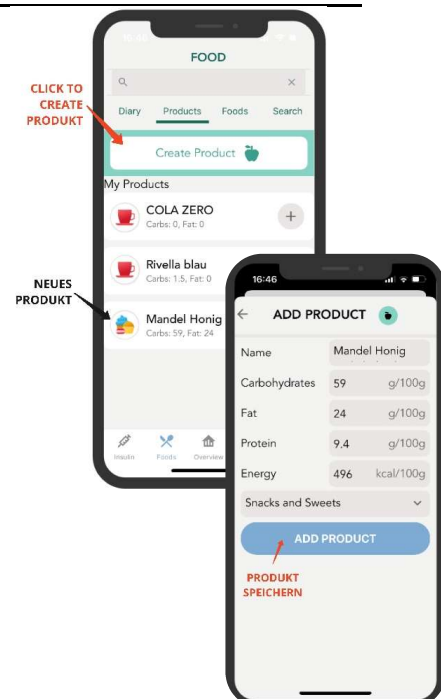 FOOD
CLICK TO
CREATE
PRODUKT
Diary Products Foods Search
Create Product
My Products
COLA ZERO
Carbs: 0, Fat: 0
+
Rivella blau
Carbs: 1.5, Fat: 0
NEUES
PRODUKT
Mandel Honig
Carbs: 59, Fat: 24
Insulin Foods Overview
16:46
ADD PRODUCT
Name Mandel Honig
Carbohydrates 59 g/100g
Fat 24 g/100g
Protein 9.4 g/100g
Energy 496 kcal/100g
Snacks and Sweets
ADD PRODUCT
PRODUKT
SPEICHERN